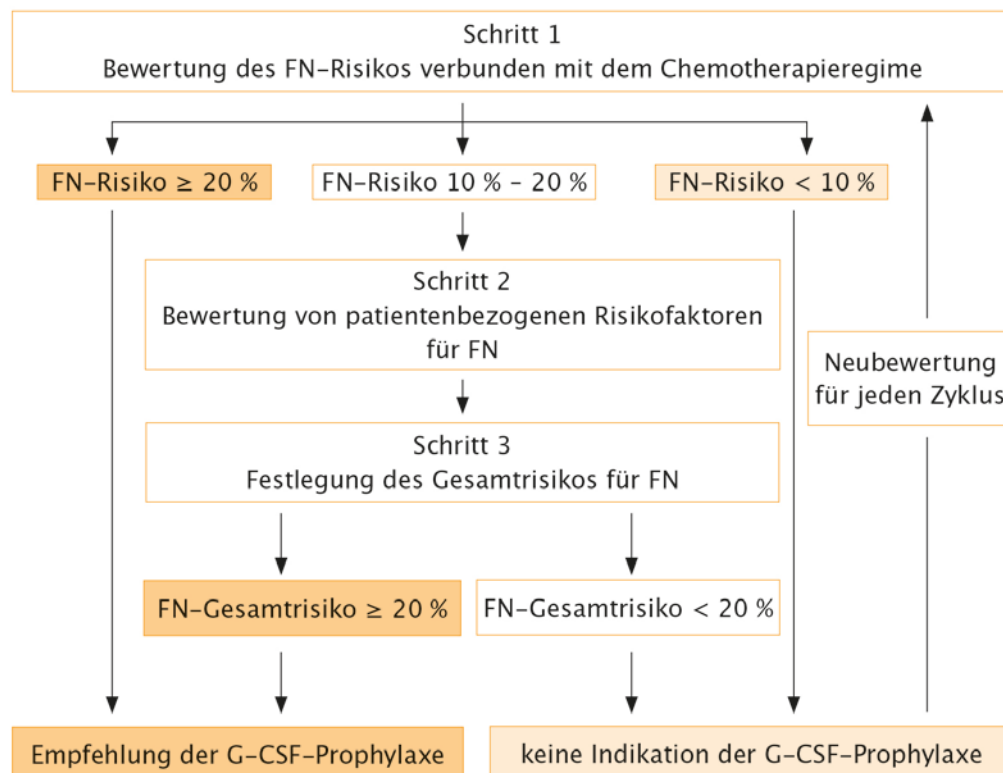 Schritt 1
Bewertung des FN-Risikos verbunden mit dem Chemotherapieregime
FN-Risiko ≥ 20 %
FN-Risiko 10 % – 20 %
FN-Risiko < 10 %
Schritt 2
Bewertung von patientenbezogenen Risikofaktoren
für FN
Neubewertung
für jeden Zyklus
Schritt 3
Festlegung des Gesamtrisikos für FN
FN-Gesamtrisiko ≥ 20 %
FN-Gesamtrisiko < 20 %
Empfehlung der G-CSF-Prophylaxe
keine Indikation der G-CSF-Prophylaxe